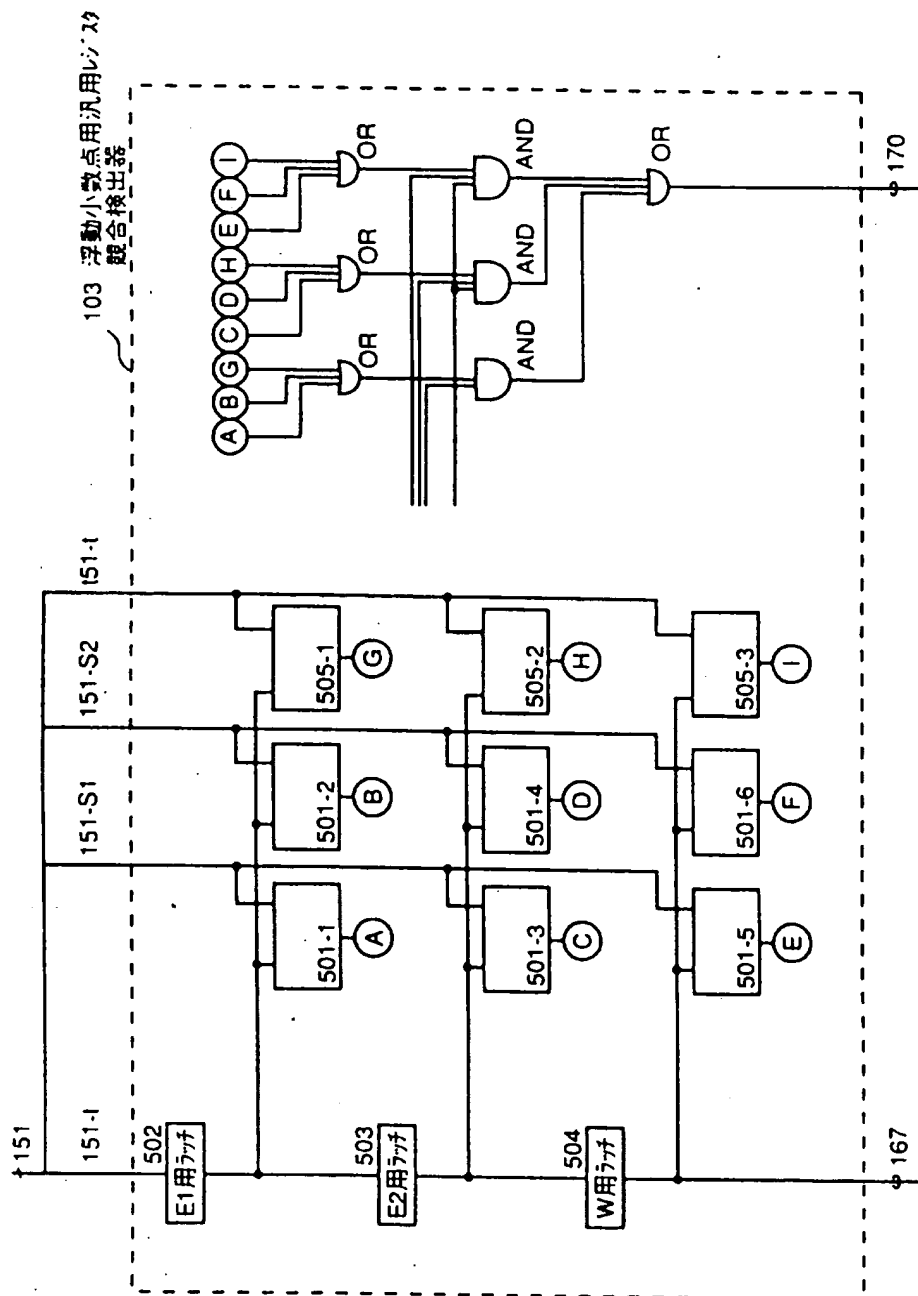 103 浮動小数点用汎用レジスタ
競合検出器
A B G C D H E F I
OR OR OR
AND AND AND
OR
170
151
151-t 151-S1 151-S2 t51-t
502
E1用ラッチ
501-1 501-2 505-1
A B G
503
E2用ラッチ
501-3 501-4 505-2
C D H
504
W用ラッチ
501-5 501-6 505-3
E F I
167